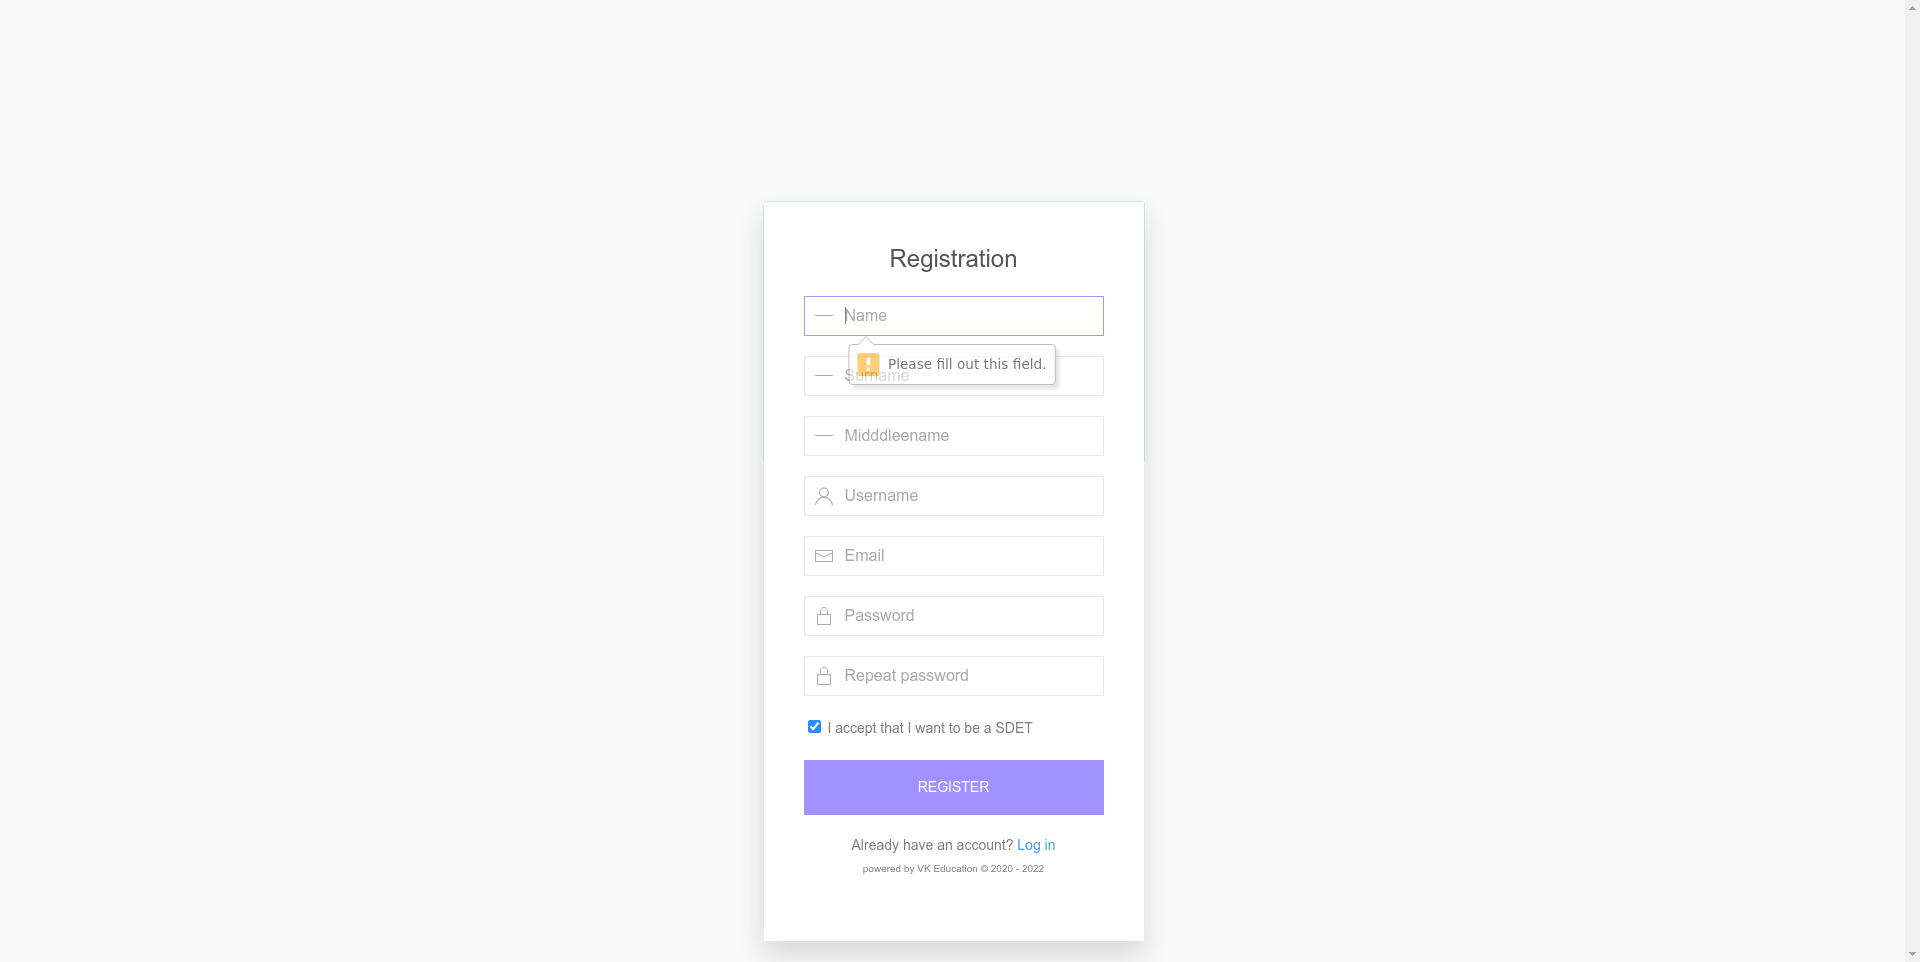 Registration
Name
Please fill out this field.
Surname
Midddleename
Username
Email
Password
Repeat password
I accept that I want to be a SDET
REGISTER
Already have an account? Log in
powered by VK Education © 2020 - 2022